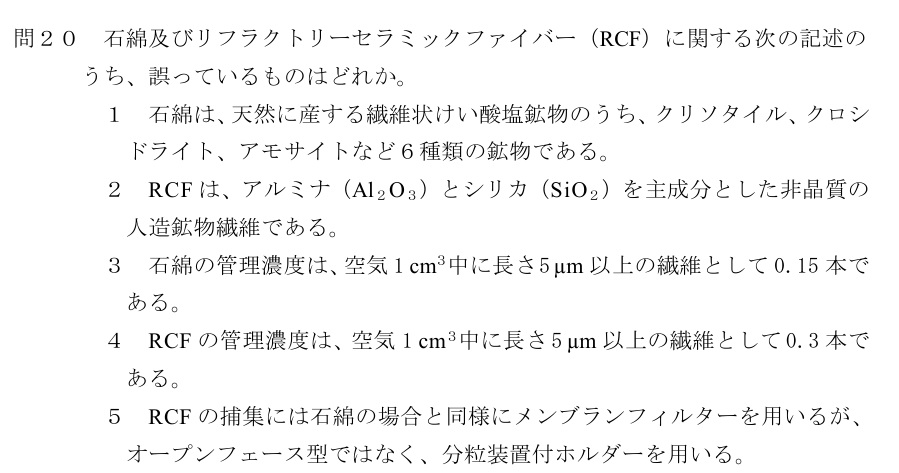 問２０　石綿及びリフラクトリーセラミックファイバー（RCF）に関する次の記述の
うち、誤っているものはどれか。
１　石綿は、天然に産する繊維状けい酸塩鉱物のうち、クリソタイル、クロシ
ドライト、アモサイトなど６種類の鉱物である。
２　RCF は、アルミナ（Al₂O₃）とシリカ（SiO₂）を主成分とした非晶質の
人造鉱物繊維である。
３　石綿の管理濃度は、空気１cm³中に長さ5 µm 以上の繊維として 0.15 本で
ある。
４　RCF の管理濃度は、空気１cm³中に長さ5 µm 以上の繊維として 0.3 本で
ある。
５　RCF の捕集には石綿の場合と同様にメンブランフィルターを用いるが、
オープンフェース型ではなく、分粒装置付ホルダーを用いる。